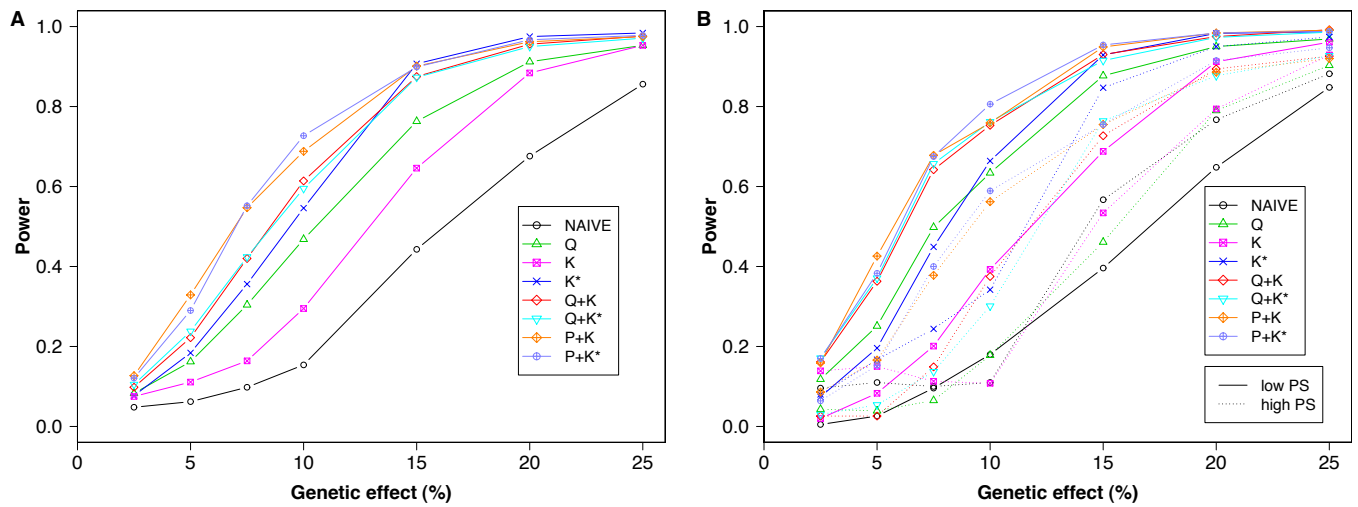 A
Power
1.0
0.8
0.6
0.4
0.2
0.0
NAIVE
Q
K
K*
Q+K
Q+K*
P+K
P+K*
0 5 10 15 20 25
Genetic effect (%)
B
Power
1.0
0.8
0.6
0.4
0.2
0.0
NAIVE
Q
K
K*
Q+K
Q+K*
P+K
P+K*
low PS
high PS
0 5 10 15 20 25
Genetic effect (%)